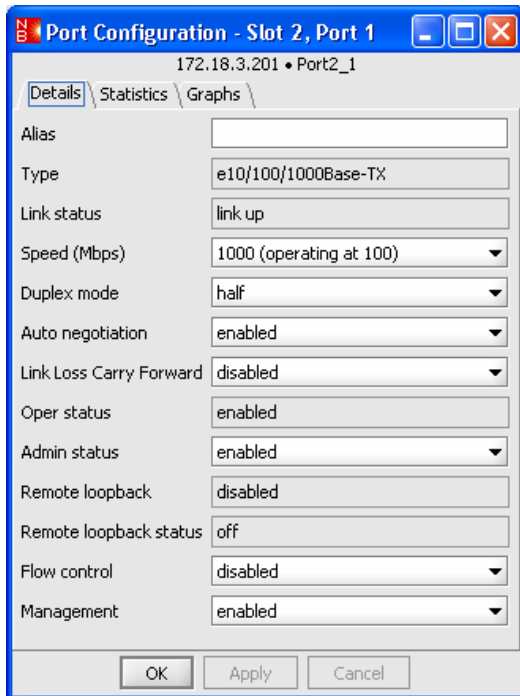 NB Port Configuration - Slot 2, Port 1
172.18.3.201 • Port2_1
Details Statistics Graphs
Alias
Type e10/100/1000Base-TX
Link status link up
Speed (Mbps) 1000 (operating at 100)
Duplex mode half
Auto negotiation enabled
Link Loss Carry Forward disabled
Oper status enabled
Admin status enabled
Remote loopback disabled
Remote loopback status off
Flow control disabled
Management enabled
OK Apply Cancel